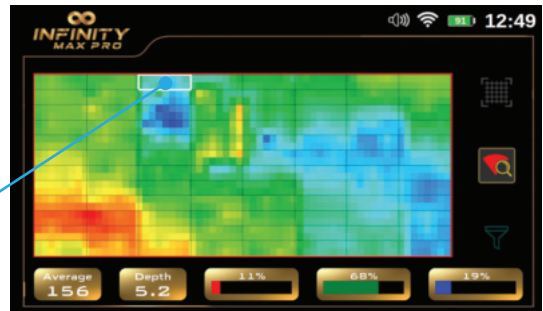 INFINITY
MAX PRO
91
12:49
Average
156
Depth
5.2
11%
68%
19%